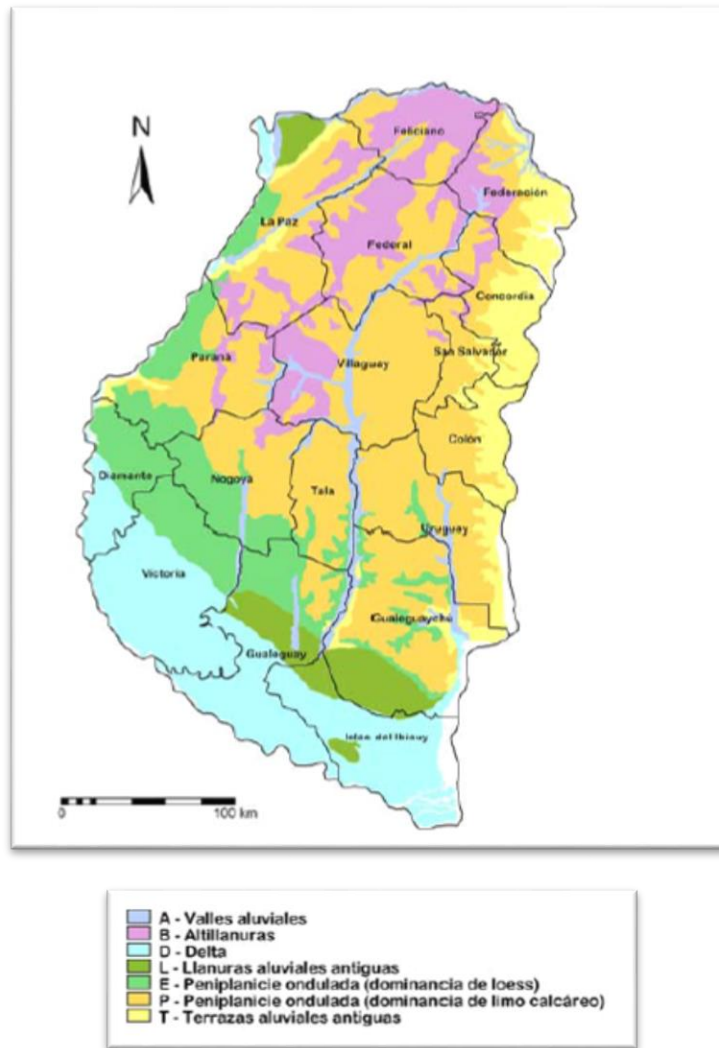 N
Feliciano
Federación
La Paz
Federal
Concordia
San Salvador
Paraná
Villaguay
Colón
Diamante
Nogoyá
Tala
Uruguay
Victoria
Gualeguaychú
Gualeguay
Islas del Ibicuy
0 100 km
A - Valles aluviales
B - Altillanuras
D - Delta
L - Llanuras aluviales antiguas
E - Peniplanicie ondulada (dominancia de loess)
P - Peniplanicie ondulada (dominancia de limo calcáreo)
T - Terrazas aluviales antiguas